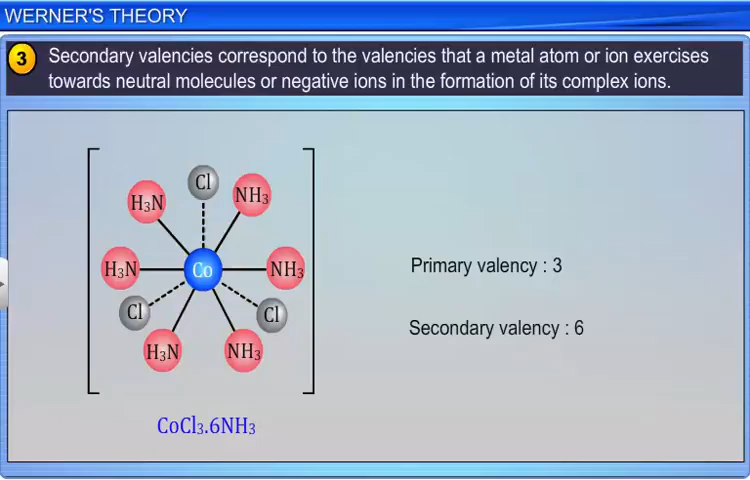 WERNER'S THEORY
3 Secondary valencies correspond to the valencies that a metal atom or ion exercises
towards neutral molecules or negative ions in the formation of its complex ions.
Cl
H₃N
NH₃
H₃N
Co
NH₃
Cl
Cl
H₃N
NH₃
CoCl₃.6NH₃
Primary valency : 3
Secondary valency : 6